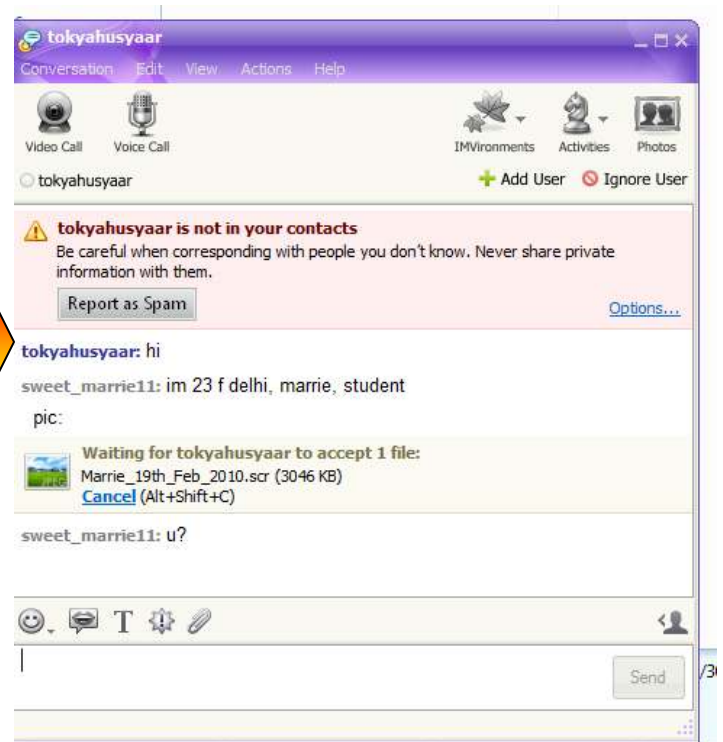 tokyahusyaar
Conversation Edit View Actions Help
Video Call Voice Call IMVironments Activities Photos
tokyahusyaar Add User Ignore User
tokyahusyaar is not in your contacts
Be careful when corresponding with people you don't know. Never share private
information with them.
Report as Spam Options...
tokyahusyaar: hi
sweet_marrie11: im 23 f delhi, marrie, student
pic:
Waiting for tokyahusyaar to accept 1 file:
Marrie_19th_Feb_2010.scr (3046 KB)
Cancel (Alt+Shift+C)
sweet_marrie11: u?
T
Send